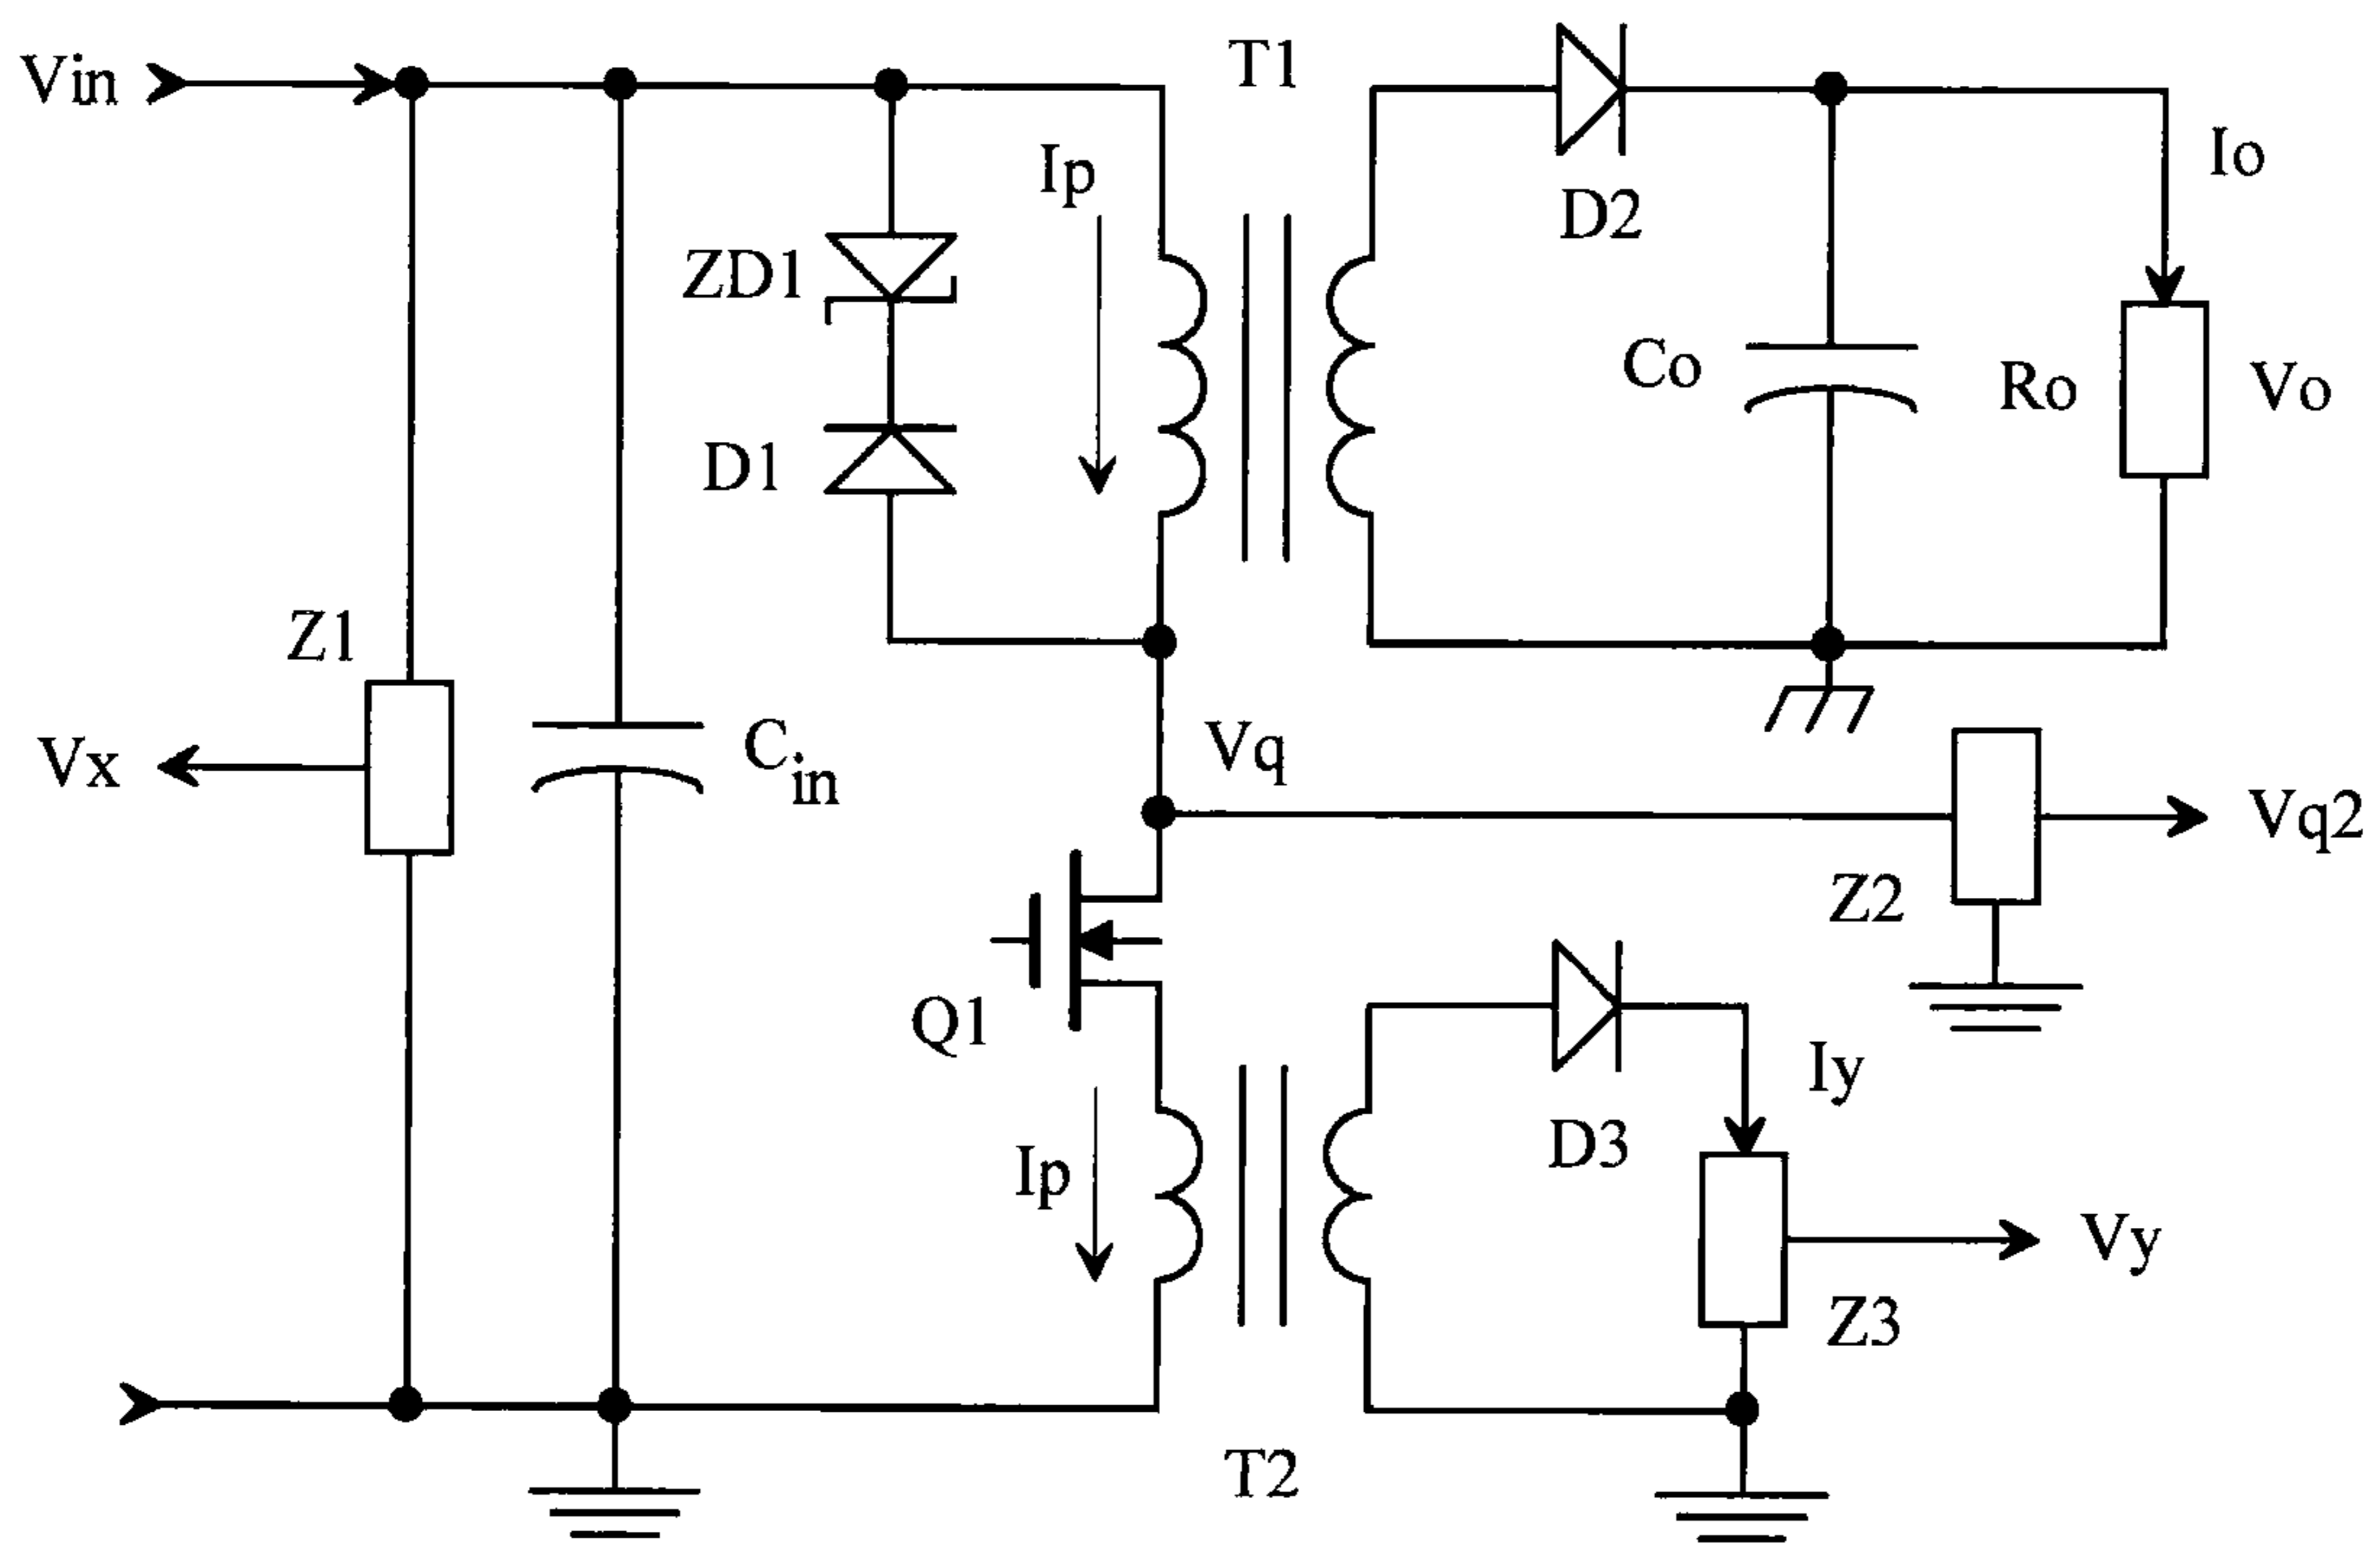 Vin
T1
Ip
Io
D2
ZD1
Co
Ro
Vo
D1
Z1
Vq
Vx
Cin
Vq2
Z2
Q1
Iy
D3
Ip
Vy
Z3
T2